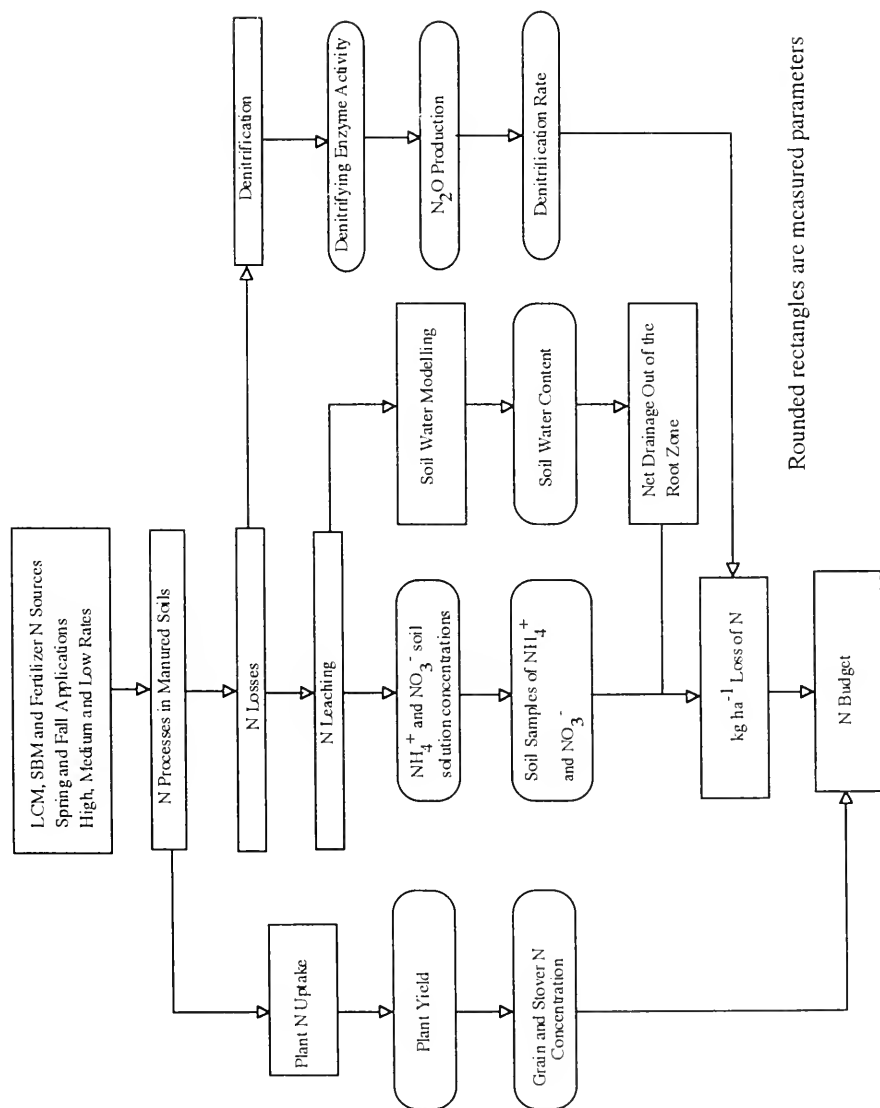 LCM, SBM and Fertilizer N Sources
Spring and Fall Applications
High, Medium and Low Rates
N Processes in Manured Soils
N Losses
N Leaching
Plant N Uptake
Plant Yield
Grain and Stover N
Concentration
NH₄⁺ and NO₃⁻ soil
solution concentrations
Soil Samples of NH₄⁺
and NO₃⁻
Soil Water Modelling
Soil Water Content
Net Drainage Out of the
Root Zone
Denitrification
Denitrifying Enzyme Activity
N₂O Production
Denitrification Rate
kg ha⁻¹ Loss of N
N Budget
Rounded rectangles are measured parameters